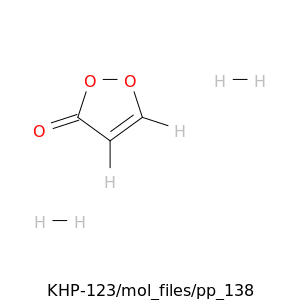 O O H — H
O H
H
H — H
KHP-123/mol_files/pp_138